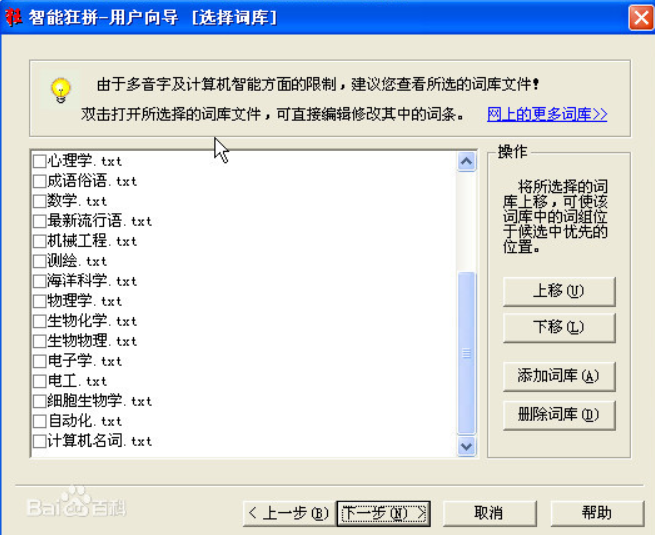 智能狂拼-用户向导 [选择词库]
由于多音字及计算机智能方面的限制，建议您查看所选的词库文件！
双击打开所选择的词库文件，可直接编辑修改其中的词条。 网上的更多词库>>
心理学.txt
成语俗语.txt
数学.txt
最新流行语.txt
机械工程.txt
测绘.txt
海洋科学.txt
物理学.txt
生物化学.txt
生物物理.txt
电子学.txt
电工.txt
细胞生物学.txt
自动化.txt
计算机名词.txt
操作
将所选择的词
库上移，可使该
词库中的词组位
于候选中优先的
位置。
上移(U)
下移(L)
添加词库(A)
删除词库(D)
Baidu百科
< 上一步(B) 下一步(N) > 取消 帮助